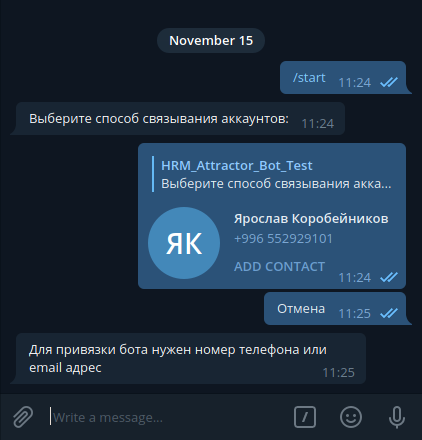 November 15
/start
11:24
Выберите способ связывания аккаунтов:
11:24
HRM_Attractor_Bot_Test
Выберите способ связывания акка...
ЯК
Ярослав Коробейников
+996 552929101
ADD CONTACT
11:24
Отмена
11:25
Для привязки бота нужен номер телефона или
email адрес
11:25
/
Write a message...